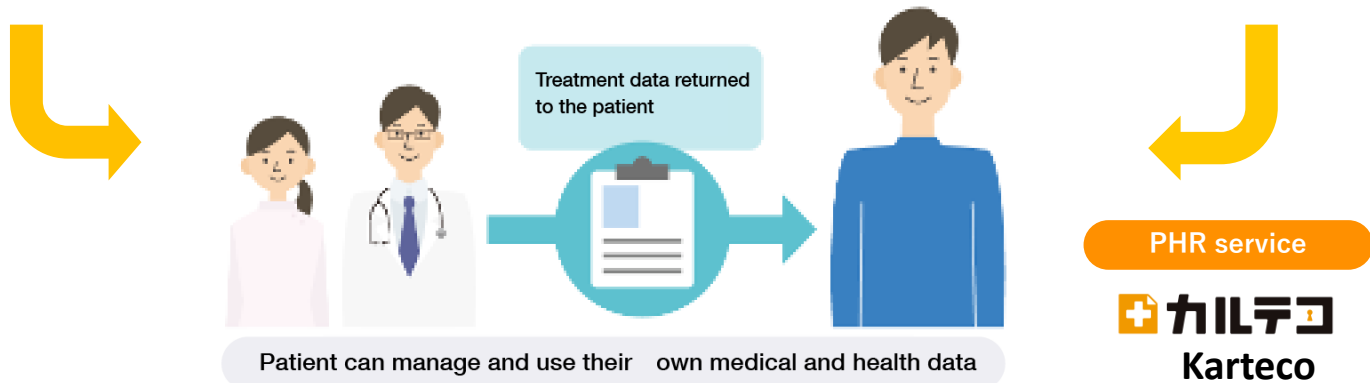 Treatment data returned
to the patient
PHR service
カルテコ
Karteco
Patient can manage and use their own medical and health data